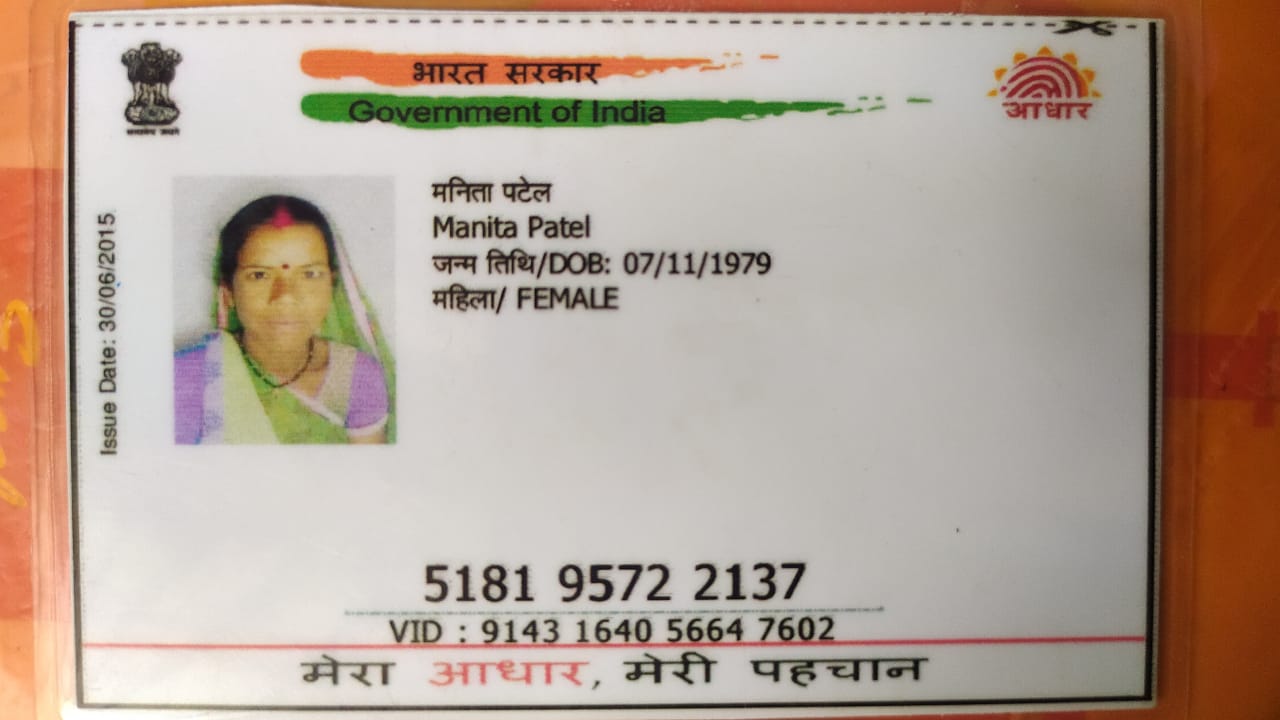 भारत सरकार
Government of India
आधार
Issue Date: 30/06/2015
मनिता पटेल
Manita Patel
जन्म तिथि/DOB: 07/11/1979
महिला/ FEMALE
5181 9572 2137
VID : 9143 1640 5664 7602
मेरा आधार, मेरी पहचान